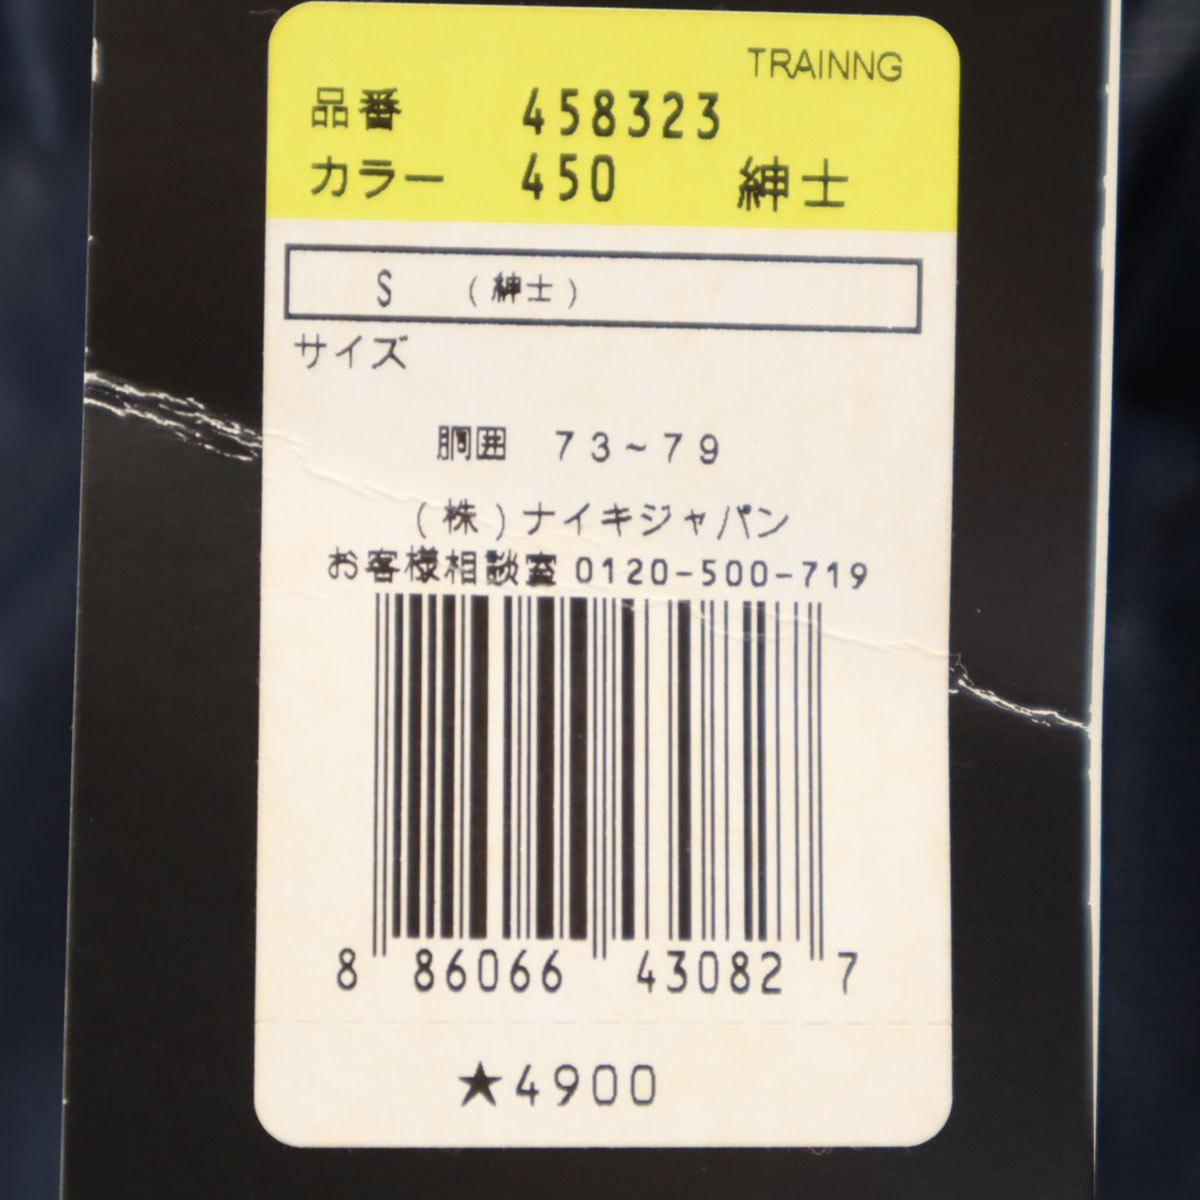 TRAINNG
品番 458323
カラー 450 紳士
S (紳士)
サイズ
胴囲 73~79
(株)ナイキジャパン
お客様相談室 0120-500-719
8 86066 43082 7
★4900